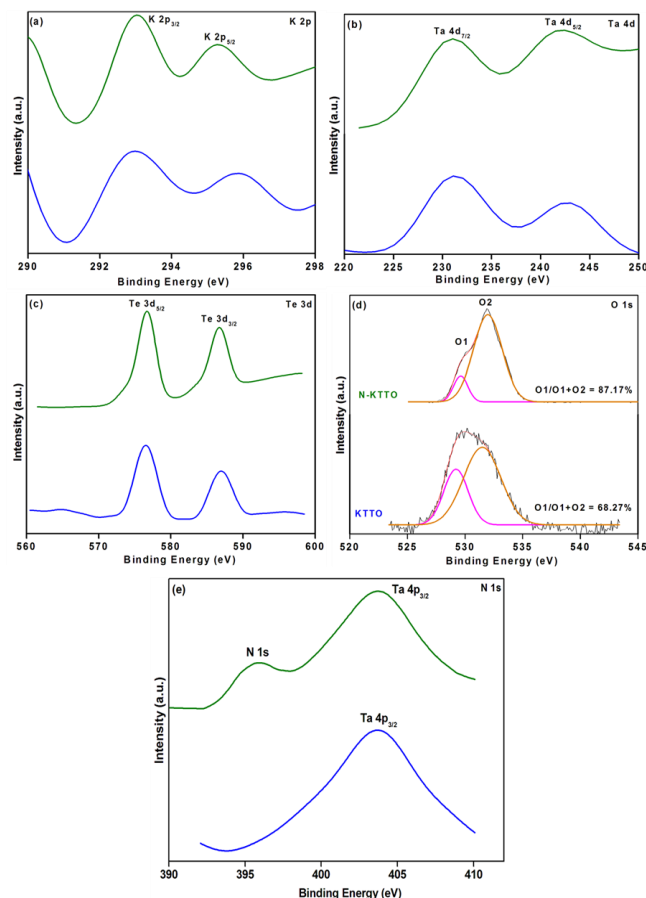 (a)
K 2p3/2
K 2p5/2
K 2p
Intensity (a.u.)
290 292 294 296 298
Binding Energy (eV)
(b)
Ta 4d7/2
Ta 4d5/2
Ta 4d
Intensity (a.u.)
220 225 230 235 240 245 250
Binding Energy (eV)
(c)
Te 3d5/2
Te 3d3/2
Te 3d
Intensity (a.u.)
560 570 580 590 600
Binding Energy (eV)
(d)
O2
O 1s
O1
N-KTTO
O1/O1+O2 = 87.17%
KTTO
O1/O1+O2 = 68.27%
Intensity (a.u.)
520 525 530 535 540 545
Binding Energy (eV)
(e)
Ta 4p3/2
N 1s
N 1s
Ta 4p3/2
Intensity (a.u.)
390 395 400 405 410
Binding Energy (eV)